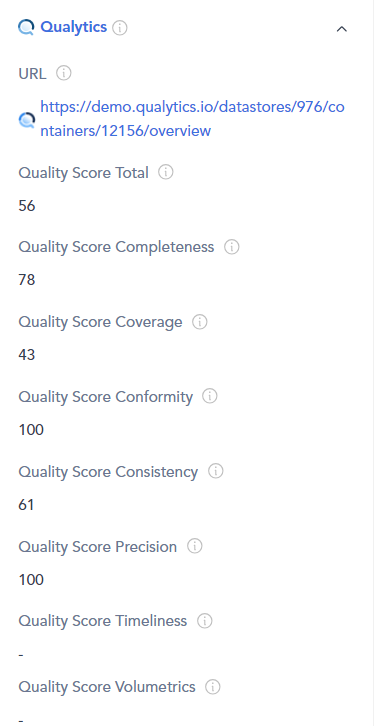 Qualytics
URL
https://demo.qualytics.io/datastores/976/co
ntainers/12156/overview
Quality Score Total
56
Quality Score Completeness
78
Quality Score Coverage
43
Quality Score Conformity
100
Quality Score Consistency
61
Quality Score Precision
100
Quality Score Timeliness
-
Quality Score Volumetrics
-